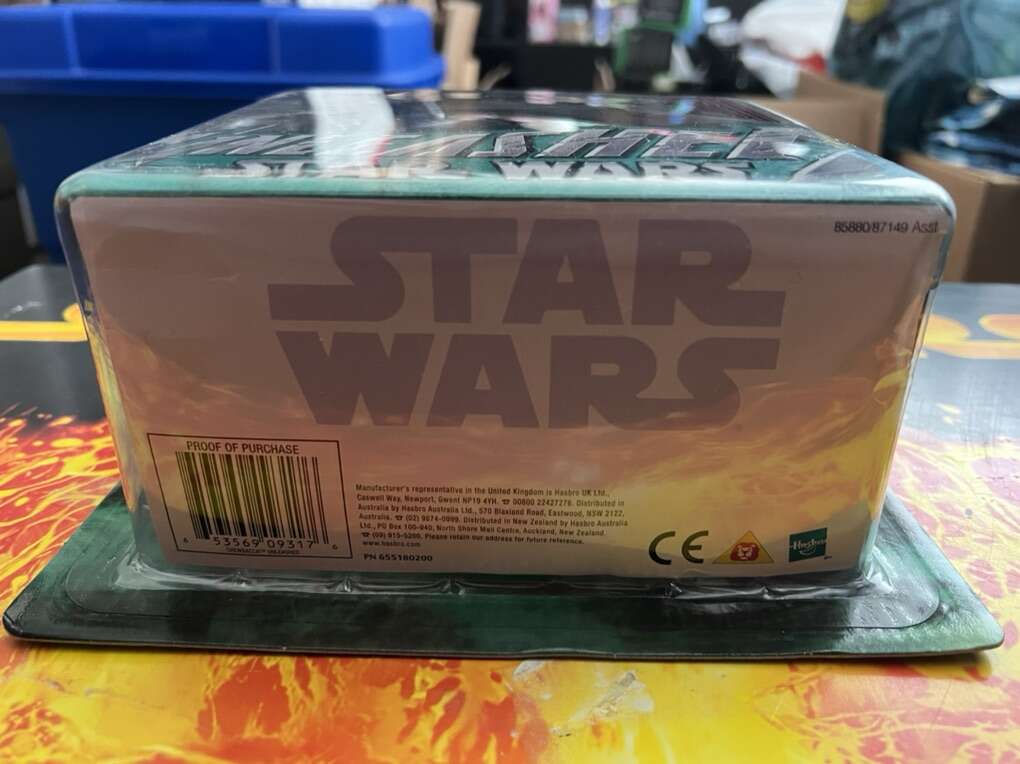 UNLEASHED
STAR WARS
85880/87149 Asst.
STAR
WARS
PROOF OF PURCHASE
6 53569 09317 6
"CHEWBACCA" UNLEASHED
Manufacturer's representative in the United Kingdom is Hasbro UK Ltd.,
Caswell Way, Newport, Gwent NP19 4YH. ☎ 00800 22427276. Distributed in
Australia by Hasbro Australia Ltd., 570 Blaxland Road, Eastwood, NSW 2122,
Australia. ☎ (02) 9874-0999. Distributed in New Zealand by Hasbro Australia
Ltd., PO Box 100-940, North Shore Mail Centre, Auckland, New Zealand.
☎ (09) 915-5200. Please retain our address for future reference.
www.hasbro.com
PN 655180200
CE
Hasbro